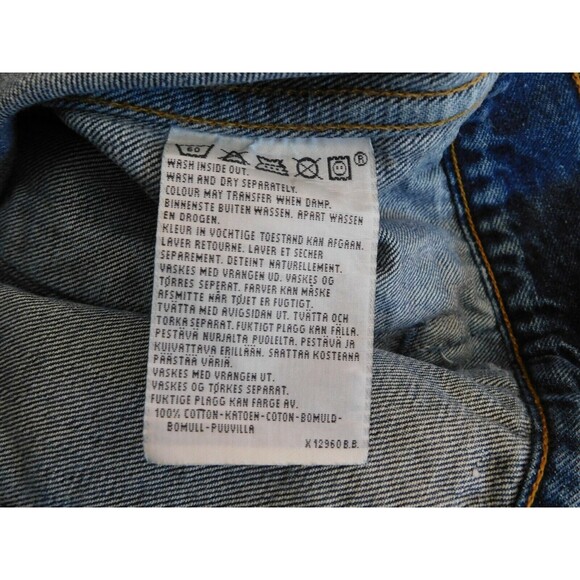 60 ®
WASH INSIDE OUT.
WASH AND DRY SEPARATELY.
COLOUR MAY TRANSFER WHEN DAMP.
BINNENSTE BUITEN WASSEN. APART WASSEN
EN DROGEN.
KLEUR IN VOCHTIGE TOESTAND KAN AFGAAN.
LAVER RETOURNE. LAVER ET SECHER
SEPAREMENT. DETEINT NATURELLEMENT.
VASKES MED VRANGEN UD. VASKES OG
TØRRES SEPERAT. FARVER KAN MÅSKE
AFSMITTE NÅR TØJET ER FUGTIGT.
TVÄTTA MED AVIGSIDAN UT. TVÄTTA OCH
TORKA SEPARAT. FUKTIGT PLAGG KAN FÄLLA.
PESTÄVÄ NURJALTA PUOLELTA. PESTÄVÄ JA
KUIVATTAVA ERILLÄÄN. SAATTAA KOSTEANA
PÄÄSTÄÄ VÄRIÄ.
VASKES MED VRANGEN UT.
VASKES OG TØRKES SEPARAT.
FUKTIGE PLAGG KAN FARGE AV.
100% COTTON-KATOEN-COTON-BOMULD-
BOMULL-PUUVILLA
X12960B.B.